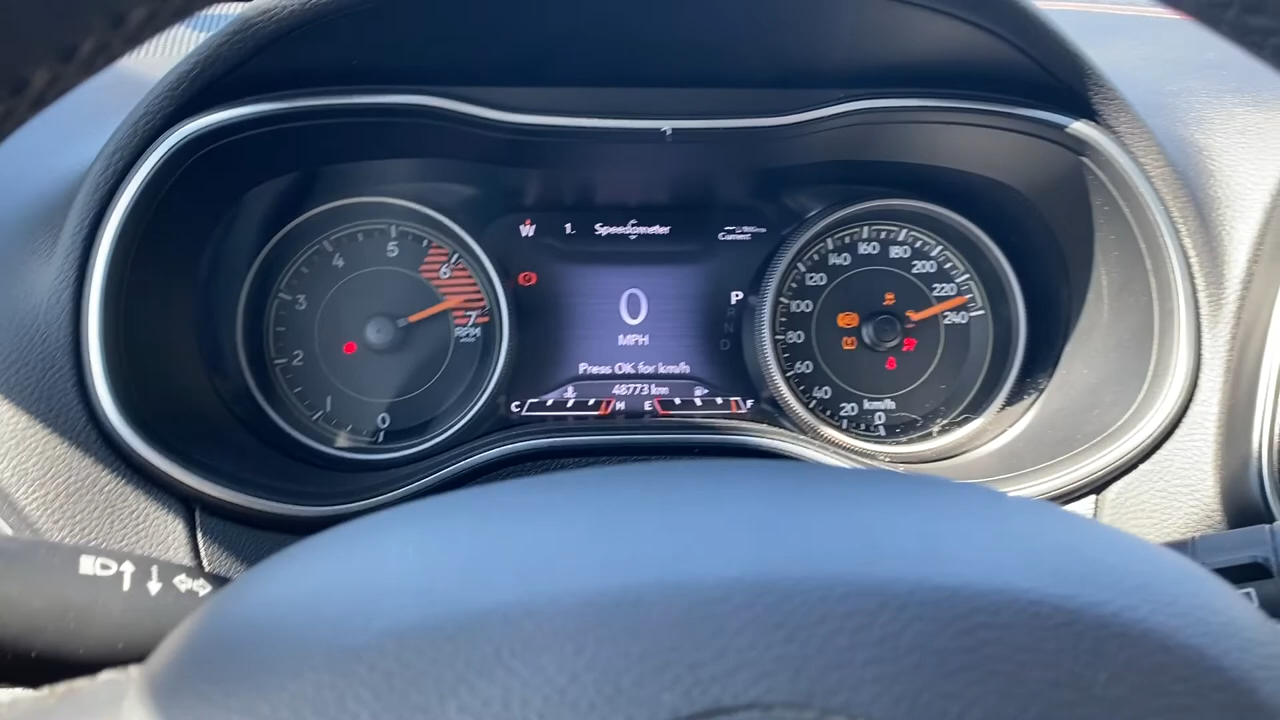 W 1. Speedometer
Current
0
MPH
Press OK for km/h
48773 km
C H E F
P
R
N
D
0
1
2
3
4
5
6
7
RPM
0
20
40
60
80
100
120
140
160
180
200
220
240
km/h